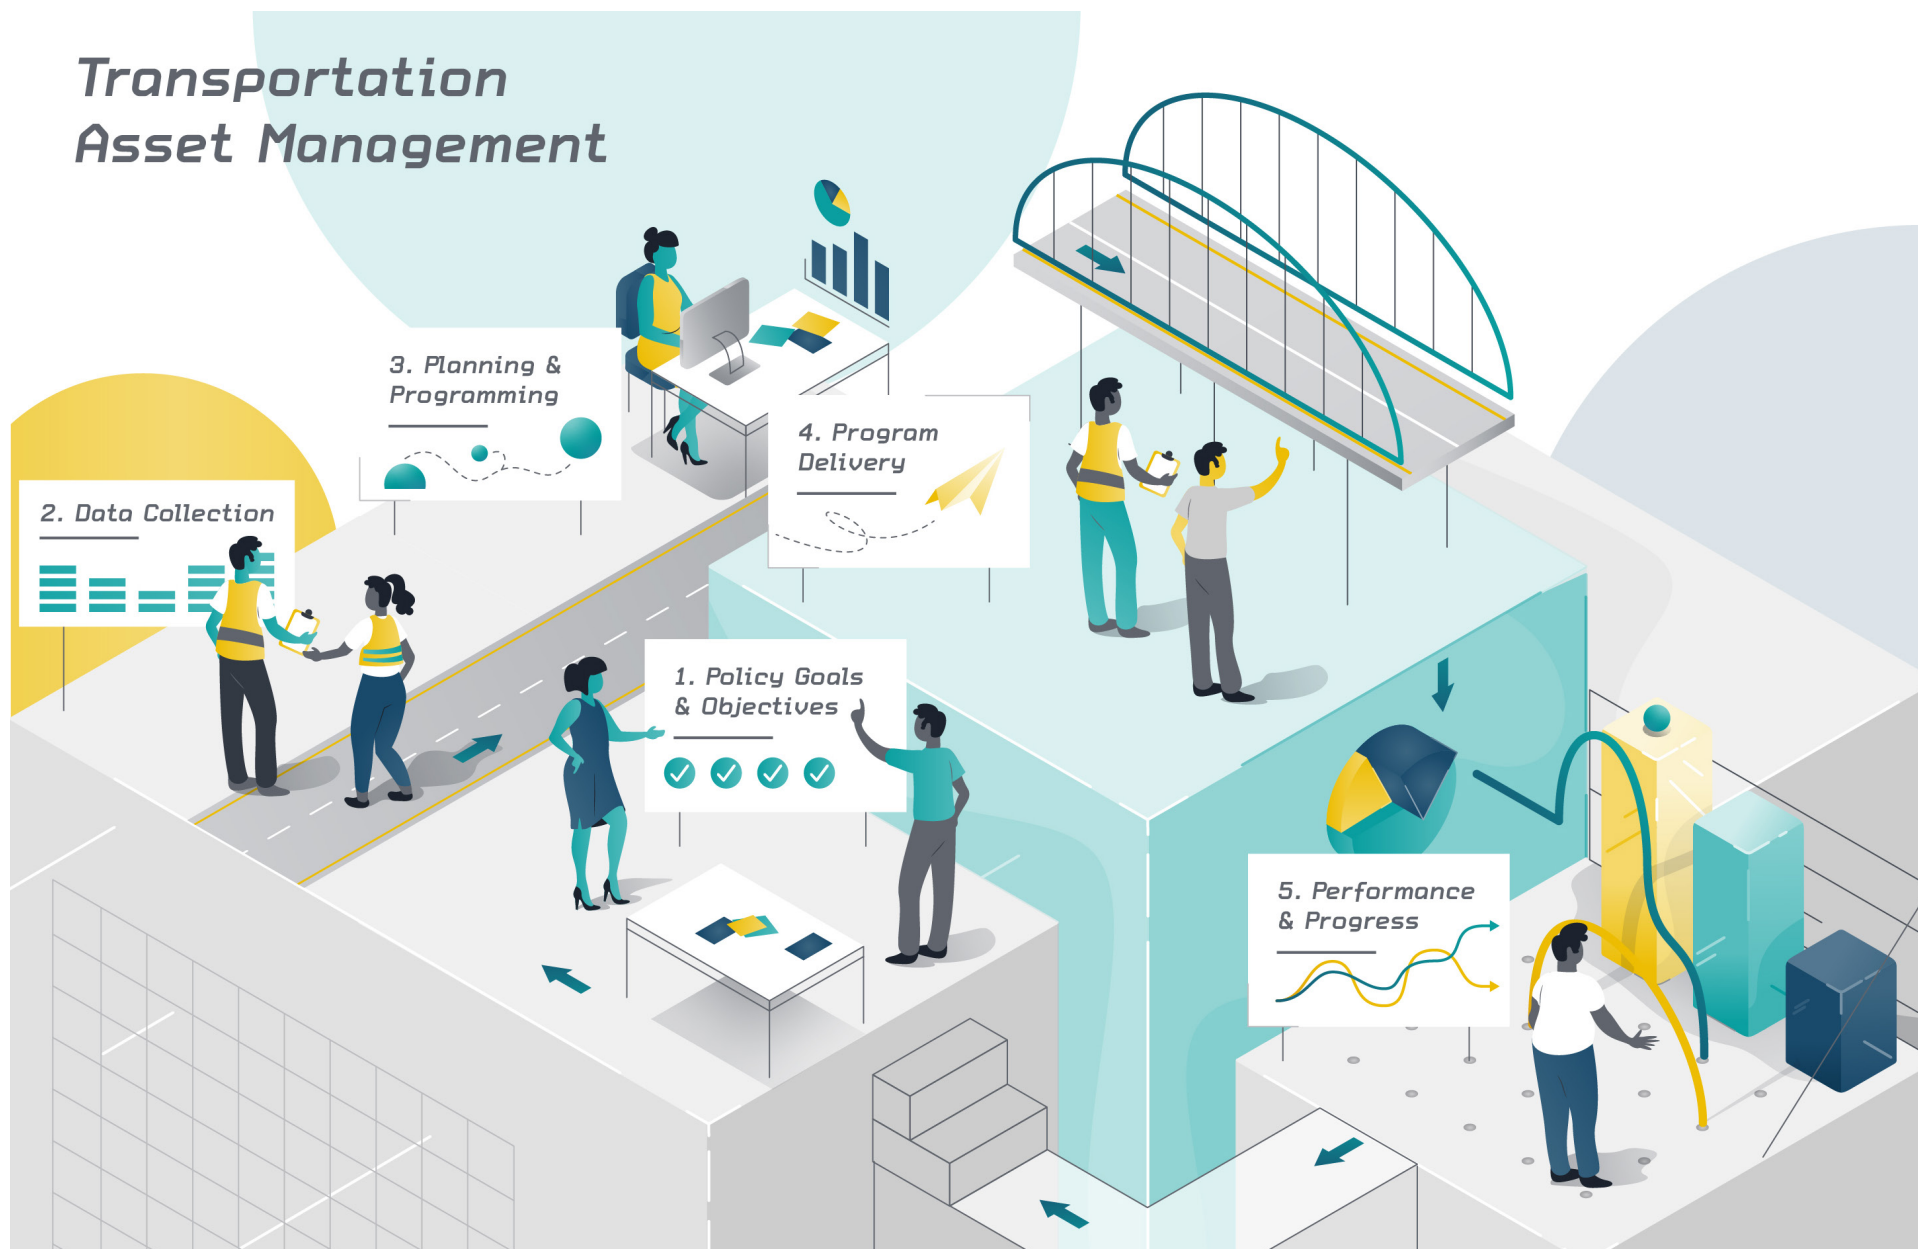 Transportation
Asset Management
1. Policy Goals
& Objectives
2. Data Collection
3. Planning &
Programming
4. Program
Delivery
5. Performance
& Progress